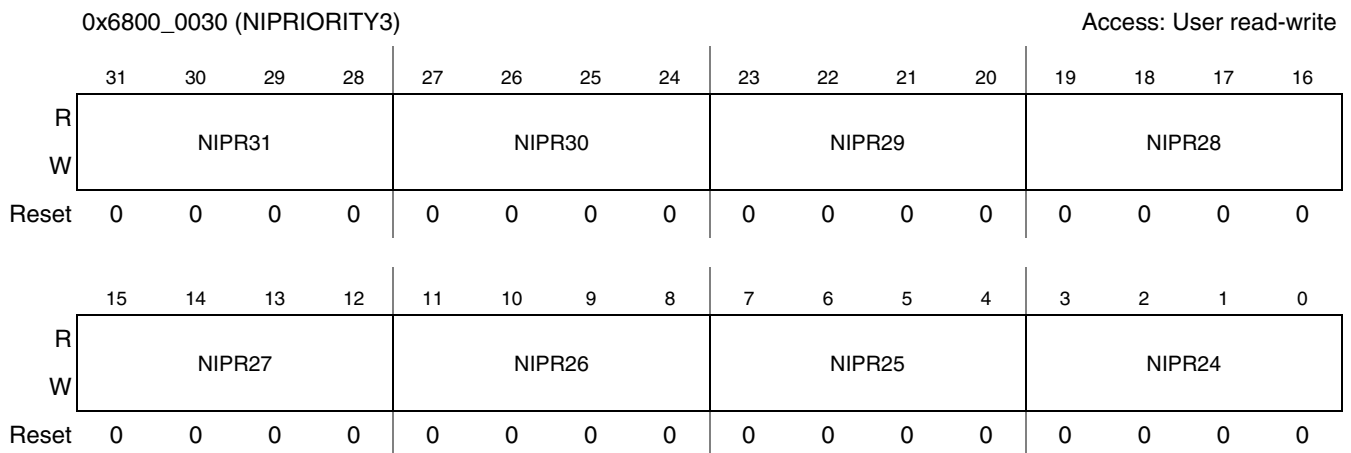 0x6800_0030 (NIPRIORITY3) Access: User read-write
31 30 29 28 27 26 25 24 23 22 21 20 19 18 17 16
R
NIPR31 NIPR30 NIPR29 NIPR28
W
Reset 0 0 0 0 0 0 0 0 0 0 0 0 0 0 0 0
15 14 13 12 11 10 9 8 7 6 5 4 3 2 1 0
R
NIPR27 NIPR26 NIPR25 NIPR24
W
Reset 0 0 0 0 0 0 0 0 0 0 0 0 0 0 0 0